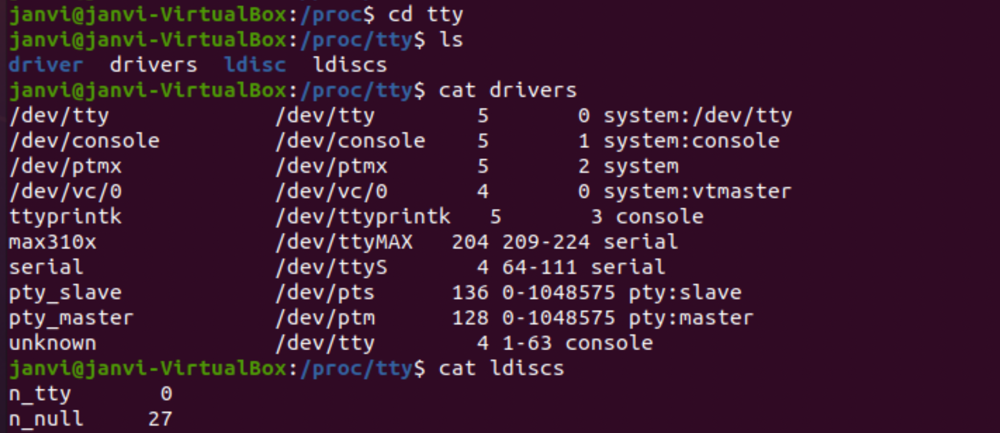 janvi@janvi-VirtualBox:/proc$ cd tty
janvi@janvi-VirtualBox:/proc/tty$ ls
driver  drivers  ldisc  ldiscs
janvi@janvi-VirtualBox:/proc/tty$ cat drivers
/dev/tty             /dev/tty        5       0 system:/dev/tty
/dev/console         /dev/console    5       1 system:console
/dev/ptmx            /dev/ptmx       5       2 system
/dev/vc/0            /dev/vc/0       4       0 system:vtmaster
ttyprintk            /dev/ttyprintk   5       3 console
max310x              /dev/ttyMAX   204 209-224 serial
serial               /dev/ttyS       4 64-111 serial
pty_slave            /dev/pts      136 0-1048575 pty:slave
pty_master           /dev/ptm      128 0-1048575 pty:master
unknown              /dev/tty        4 1-63 console
janvi@janvi-VirtualBox:/proc/tty$ cat ldiscs
n_tty       0
n_null     27